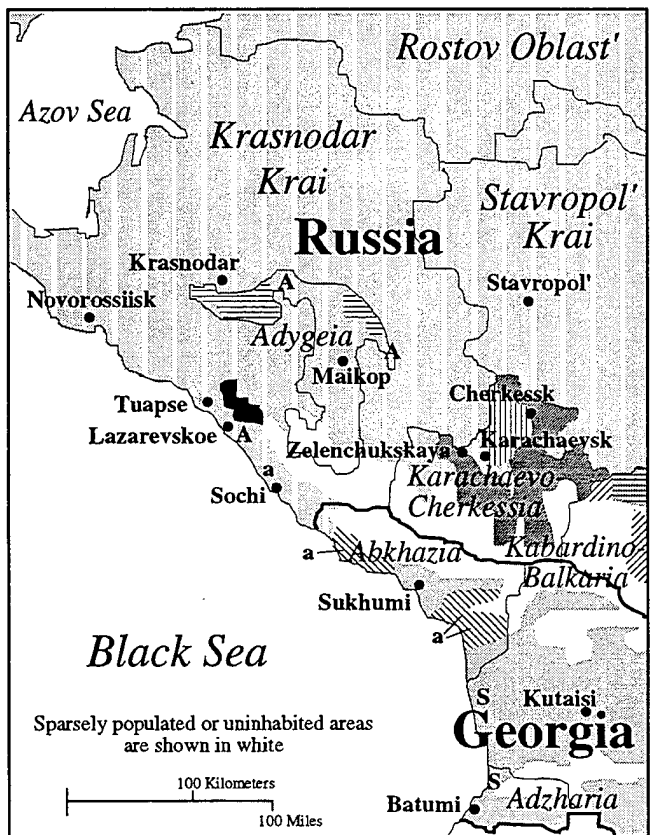 Rostov Oblast'
Azov Sea
Krasnodar
Krai
Stavropol'
Krai
Russia
Krasnodar
Stavropol'
A
Novorossiisk
Adygeia
A
Maikop
Cherkessk
Tuapse
Lazarevskoe
A
Zelenchukskaya
Karachaevsk
a
Karachaevo-
Cherkessia
Sochi
a
Abkhazia
Kabardino-
Balkaria
Sukhumi
a
Black Sea
S
Kutaisi
Georgia
Sparsely populated or uninhabited areas
are shown in white
S
100 Kilometers
Adzharia
Batumi
100 Miles